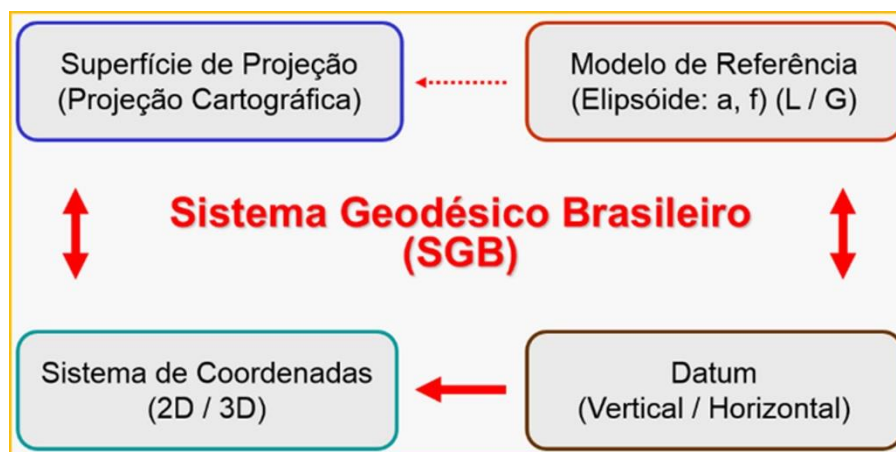 Superfície de Projeção
(Projeção Cartográfica)
Modelo de Referência
(Elipsóide: a, f) (L / G)
Sistema Geodésico Brasileiro
(SGB)
Sistema de Coordenadas
(2D / 3D)
Datum
(Vertical / Horizontal)